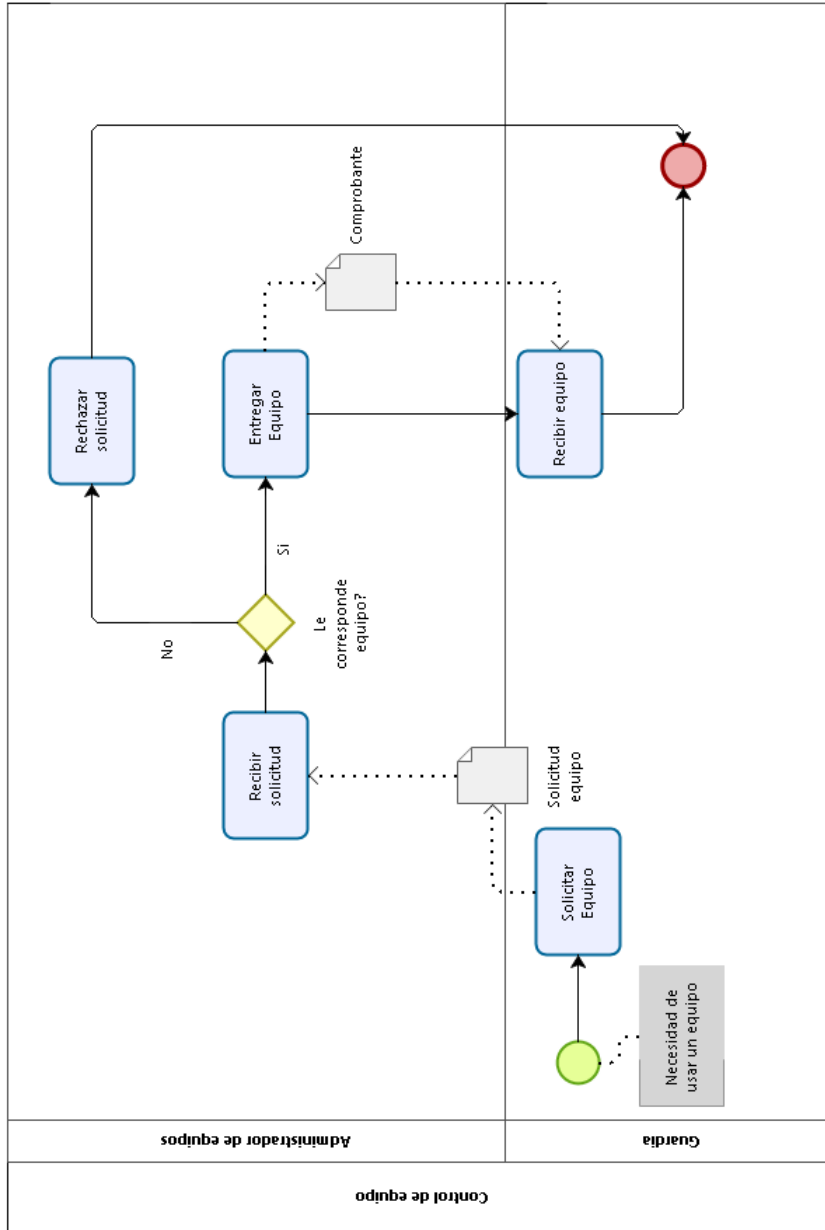 Control de equipo
Administrador de equipos
Guardia
Necesidad de
usar un equipo
Solicitar
Equipo
Solicitud
equipo
Recibir
solicitud
Le
corresponde
equipo?
No
Si
Rechazar
solicitud
Entregar
Equipo
Comprobante
Recibir equipo